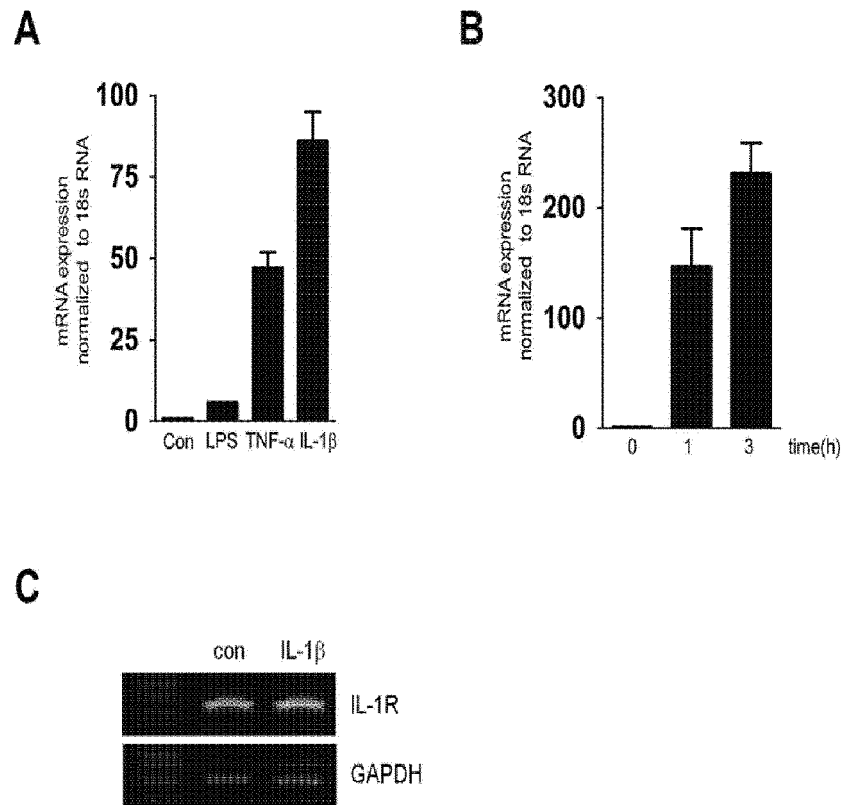 A
mRNA expression
normalized to 18s RNA
100
75
50
25
0
Con LPS TNF-α IL-1β
B
mRNA expression
normalized to 18s RNA
300
200
100
0
0 1 3 time(h)
C
con IL-1β
IL-1R
GAPDH